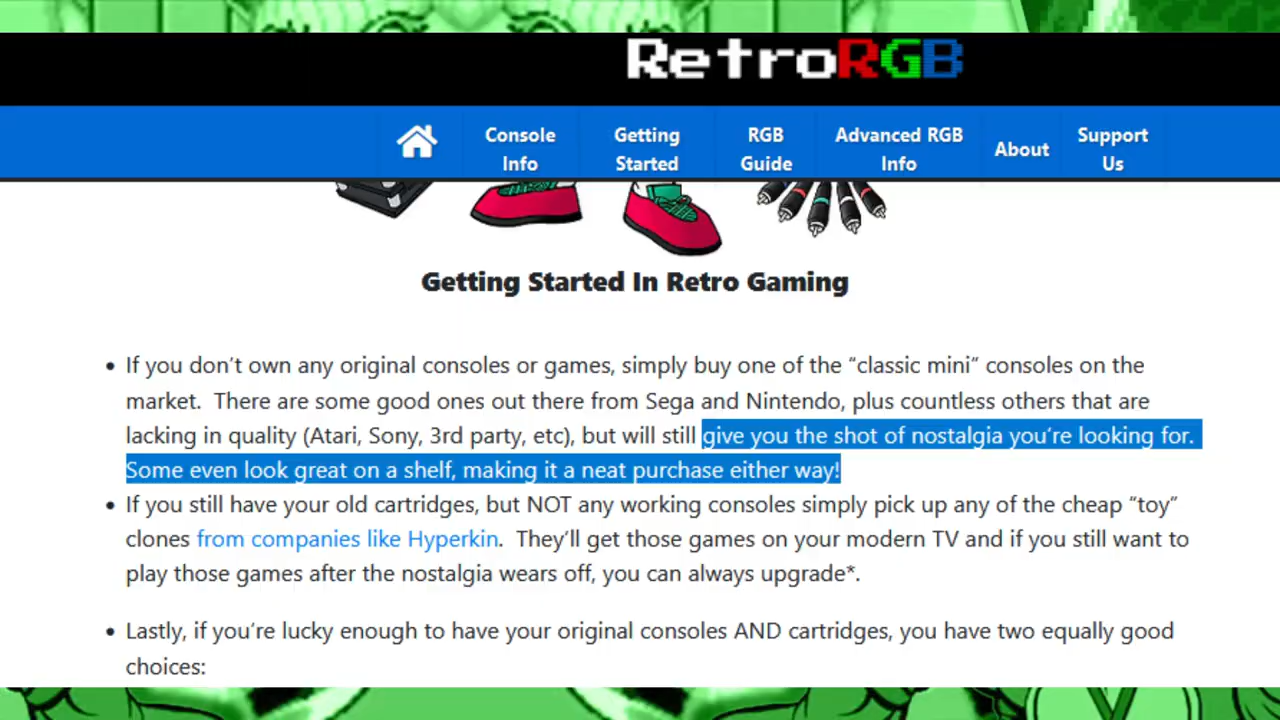 RetroRGB
Console Info
Getting Started
RGB Guide
Advanced RGB Info
About
Support Us
Getting Started In Retro Gaming
• If you don’t own any original consoles or games, simply buy one of the “classic mini” consoles on the
market.  There are some good ones out there from Sega and Nintendo, plus countless others that are
lacking in quality (Atari, Sony, 3rd party, etc), but will still give you the shot of nostalgia you’re looking for.
Some even look great on a shelf, making it a neat purchase either way!
• If you still have your old cartridges, but NOT any working consoles simply pick up any of the cheap “toy”
clones from companies like Hyperkin.  They’ll get those games on your modern TV and if you still want to
play those games after the nostalgia wears off, you can always upgrade*.
• Lastly, if you’re lucky enough to have your original consoles AND cartridges, you have two equally good
choices: